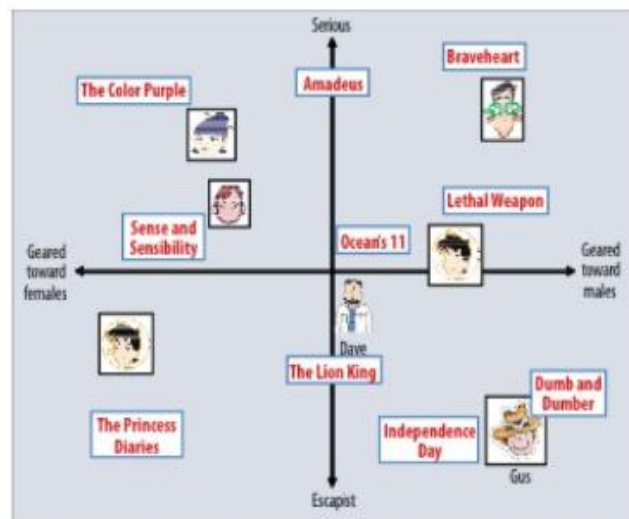 Serious
Braveheart
The Color Purple
Amadeus
Lethal Weapon
Sense and
Sensibility
Ocean's 11
Geared
toward
females
Geared
toward
males
Dave
The Lion King
Dumb and
Dumber
The Princess
Diaries
Independence
Day
Gus
Escapist